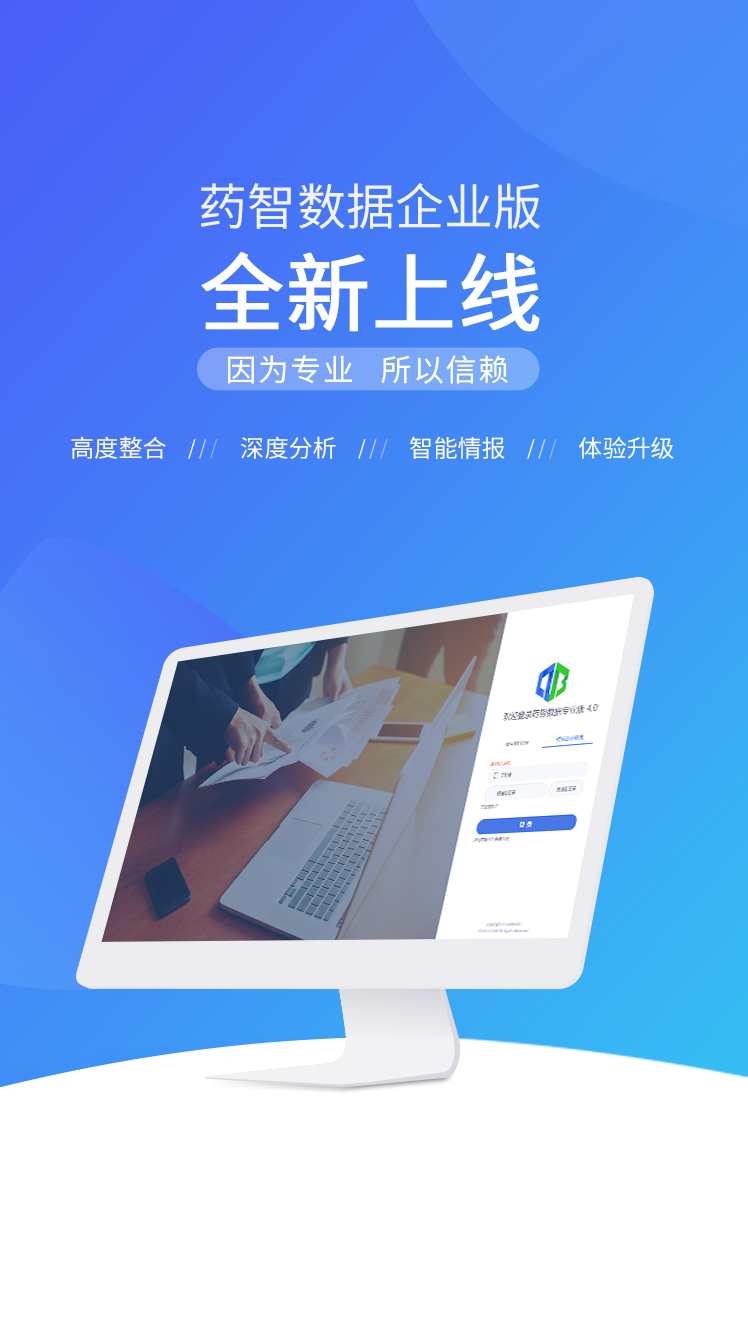 药智数据企业版
全新上线
因为专业 所以信赖
高度整合 /// 深度分析 /// 智能情报 /// 体验升级
欢迎登录药智数据专业版 4.0
登录